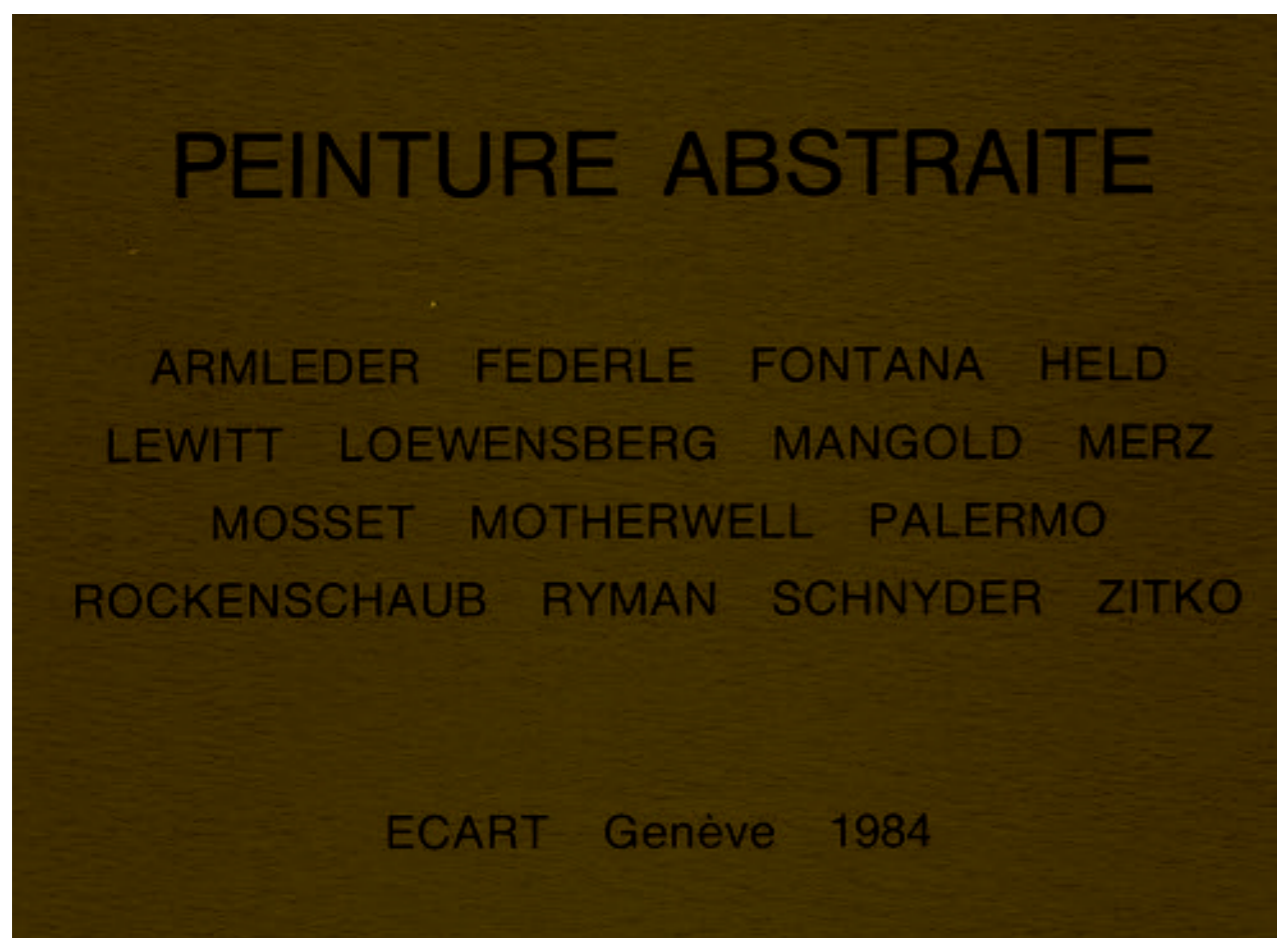 PEINTURE ABSTRAITE
ARMLEDER FEDERLE FONTANA HELD
LEWITT LOEWENSBERG MANGOLD MERZ
MOSSET MOTHERWELL PALERMO
ROCKENSCHAUB RYMAN SCHNYDER ZITKO
ECART Genève 1984